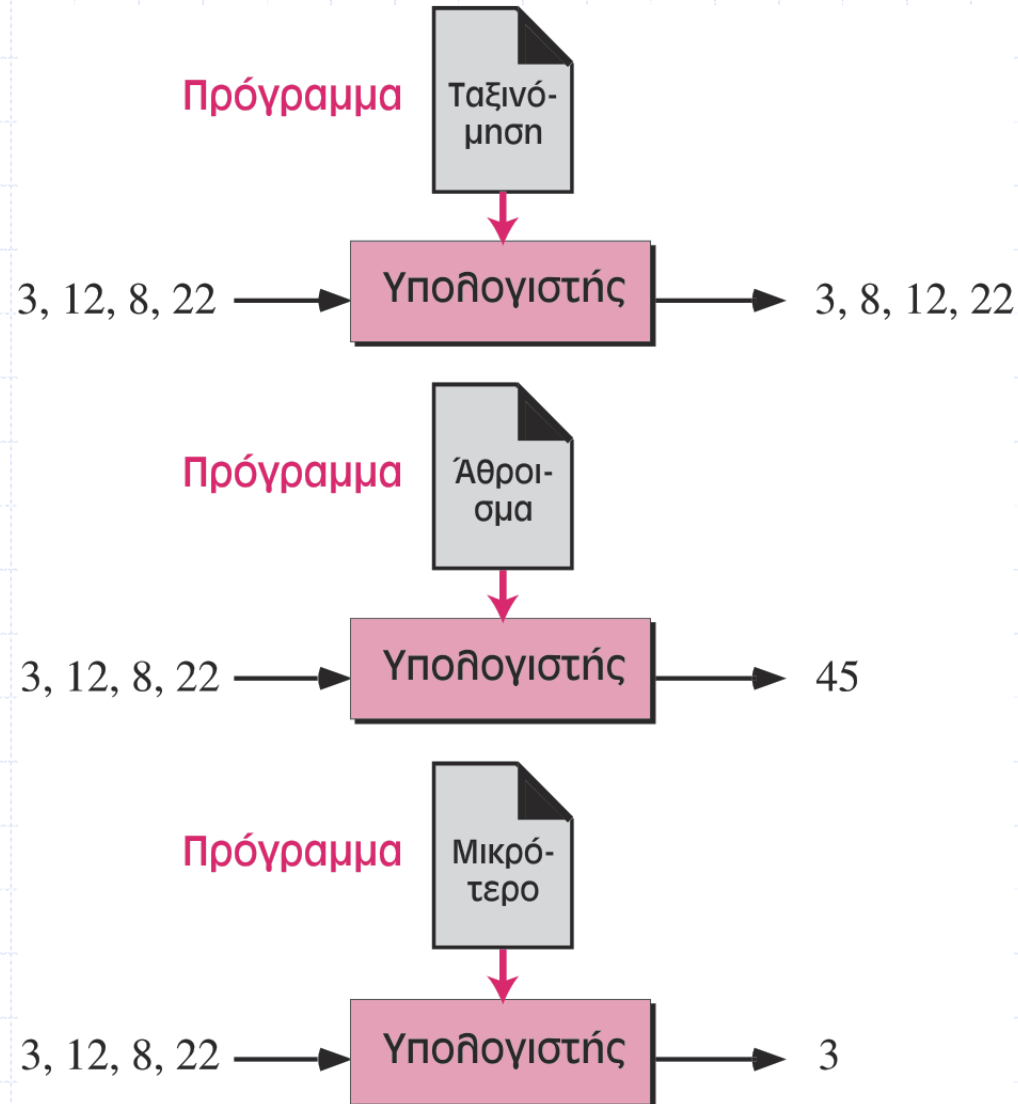 Πρόγραμμα
Ταξινό-
μηση
3, 12, 8, 22
Υπολογιστής
3, 8, 12, 22
Πρόγραμμα
Άθροι-
σμα
3, 12, 8, 22
Υπολογιστής
45
Πρόγραμμα
Μικρό-
τερο
3, 12, 8, 22
Υπολογιστής
3